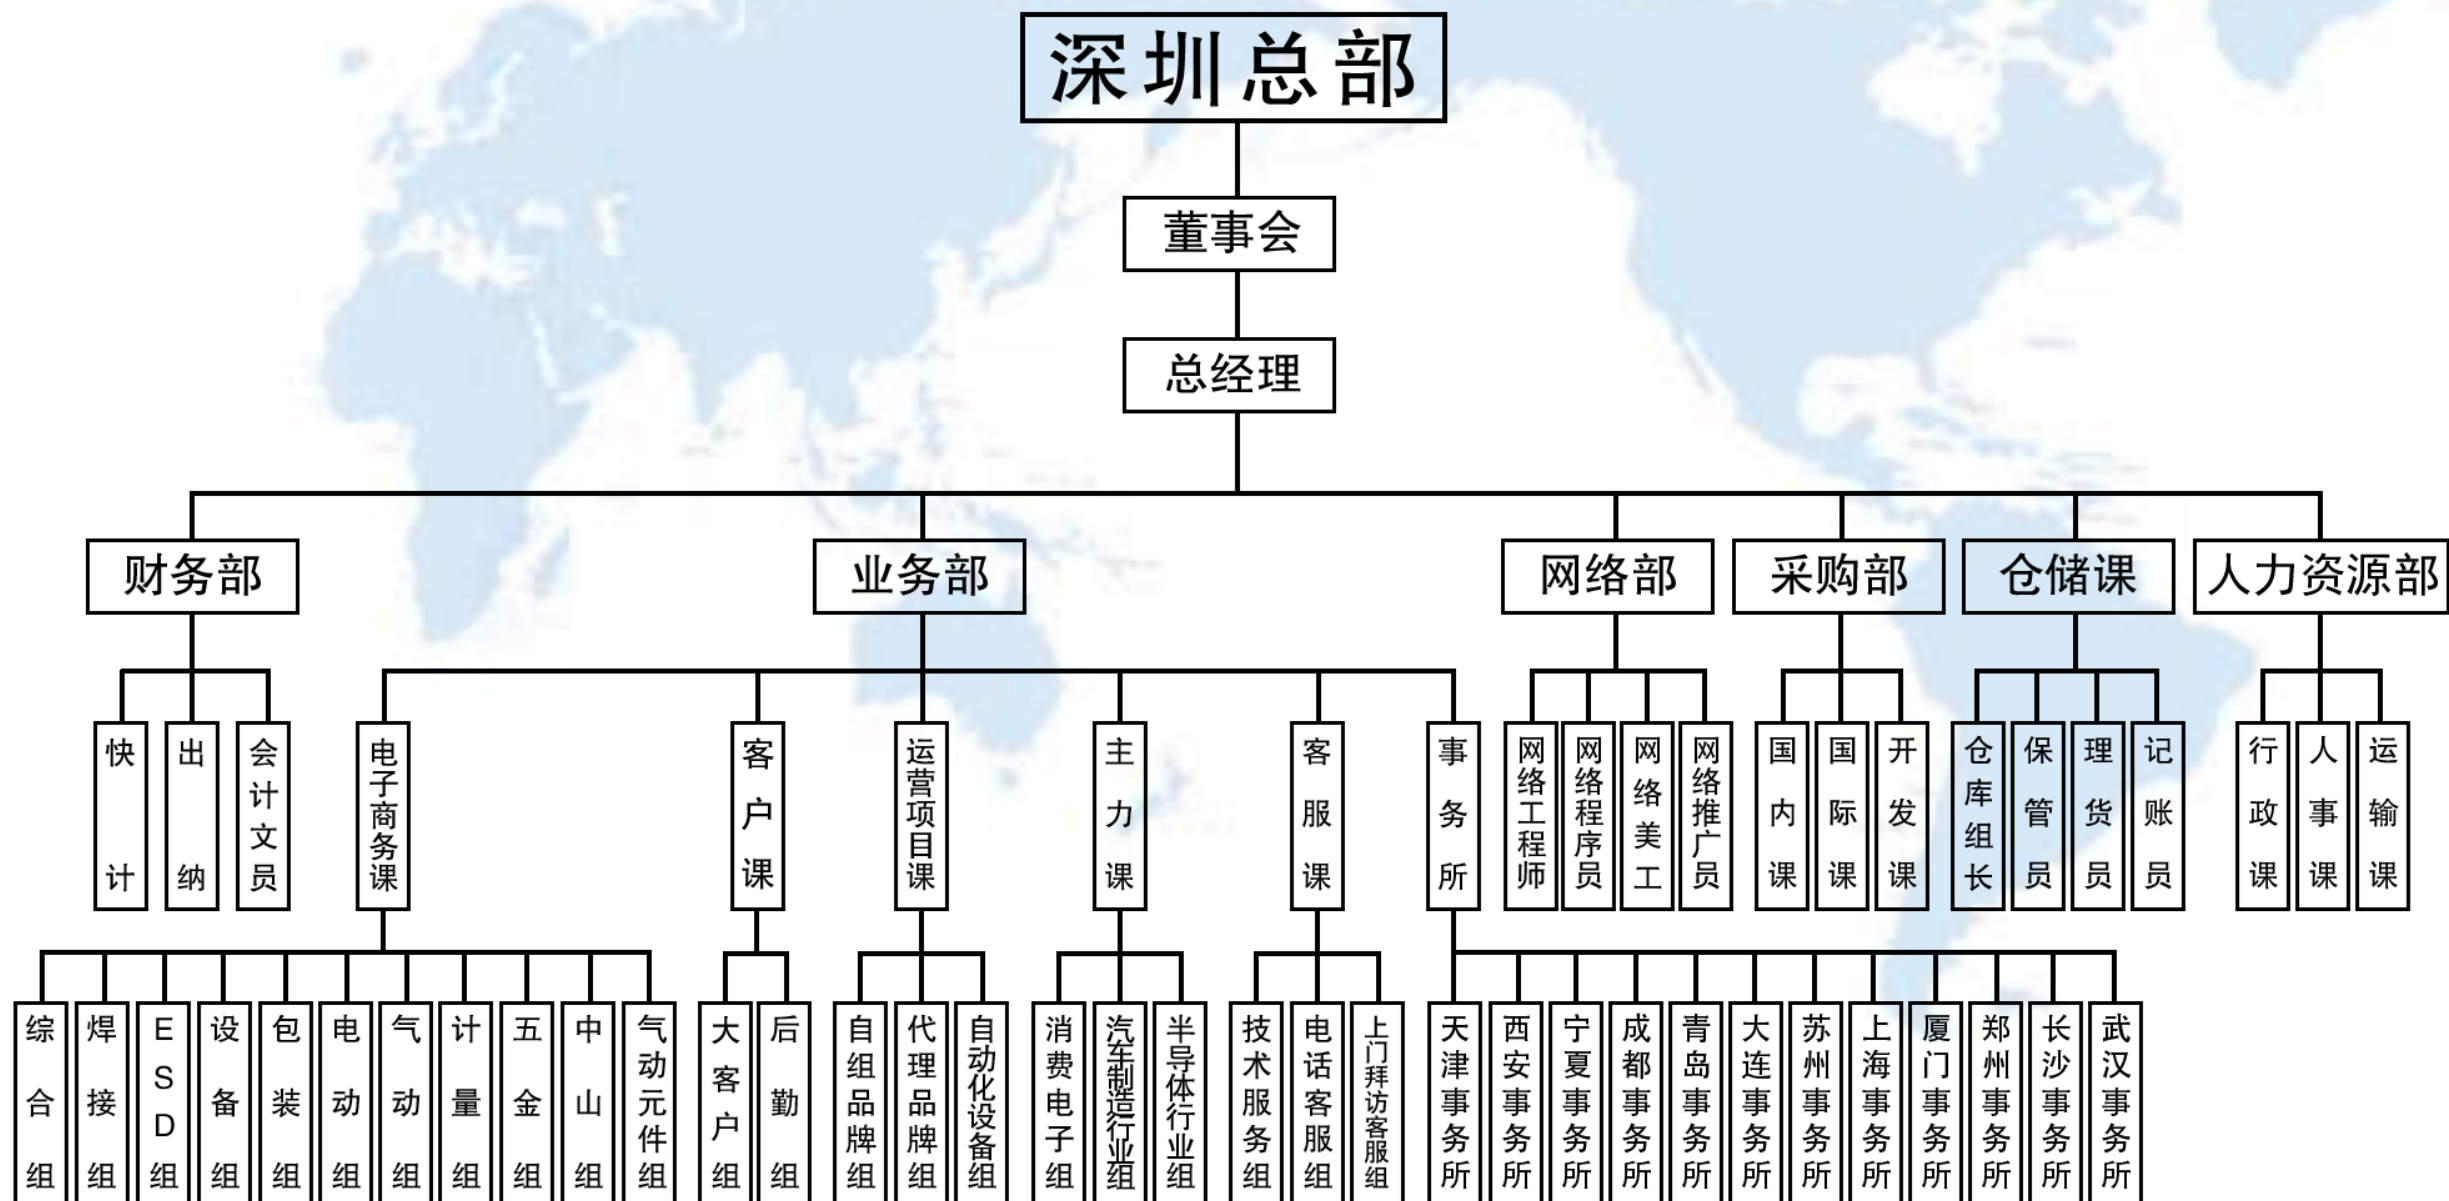 深圳总部
董事会
总经理
财务部
业务部
网络部
采购部
仓储课
人力资源部
快计
出纳
会计文员
电子商务课
客户课
运营项目课
主力课
客服课
事务所
网络工程师
网络程序员
网络美工
网络推广员
国内课
国际课
开发课
仓库组长
保管员
理货员
记账员
行政课
人事课
运输课
综合组
焊接组
ESD组
设备组
包装组
电动组
气动组
计量组
五金组
中山组
气动元件组
大客户组
后勤组
自组品牌组
代理品牌组
自动化设备组
消费电子组
汽车制造行业组
半导体行业组
技术服务组
电话客服组
上门拜访客服组
天津事务所
西安事务所
宁夏事务所
成都事务所
青岛事务所
大连事务所
苏州事务所
上海事务所
厦门事务所
郑州事务所
长沙事务所
武汉事务所